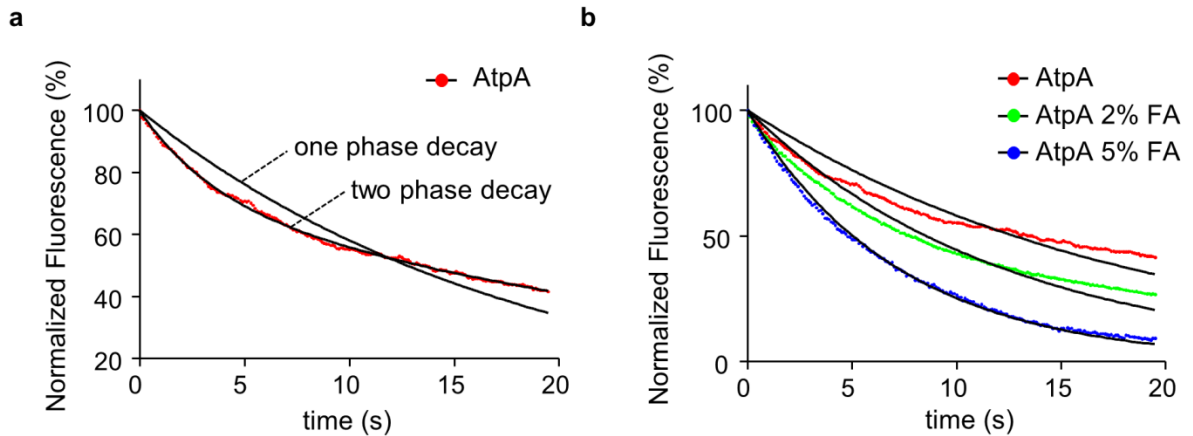 a
AtpA
one phase decay
two phase decay
Normalized Fluorescence (%)
100
80
60
40
20
0
5
10
15
20
time (s)
b
AtpA
AtpA 2% FA
AtpA 5% FA
Normalized Fluorescence (%)
100
50
0
0
5
10
15
20
time (s)